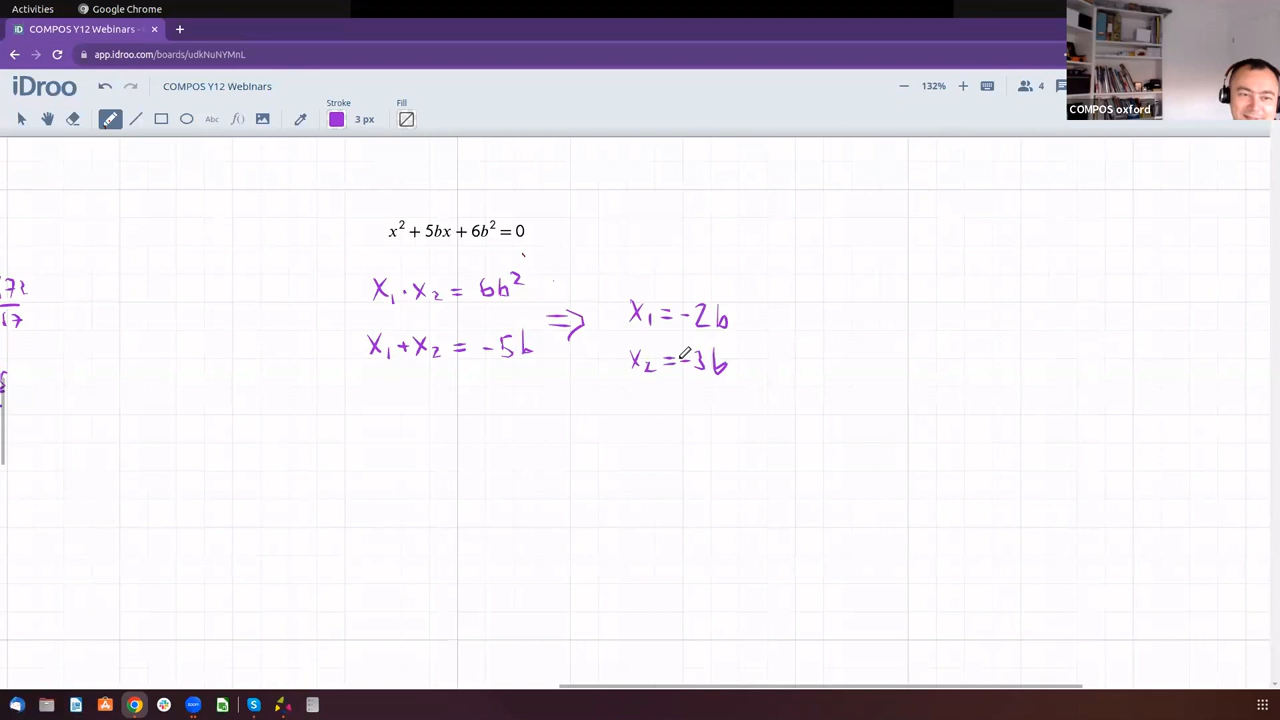 Activities
Google Chrome
COMPOS Y12 Webinars -
app.idroo.com/boards/udkNuNYMnL
iDroo
COMPOS Y12 WebInars
132%
4
COMPOS oxford
Stroke
Fill
Abc
f()
3 px
x² + 5bx + 6b² = 0
x₁ · x₂ = 6b²
x₁ + x₂ = -5b
⇒
x₁ = -2b
x₂ = -3b